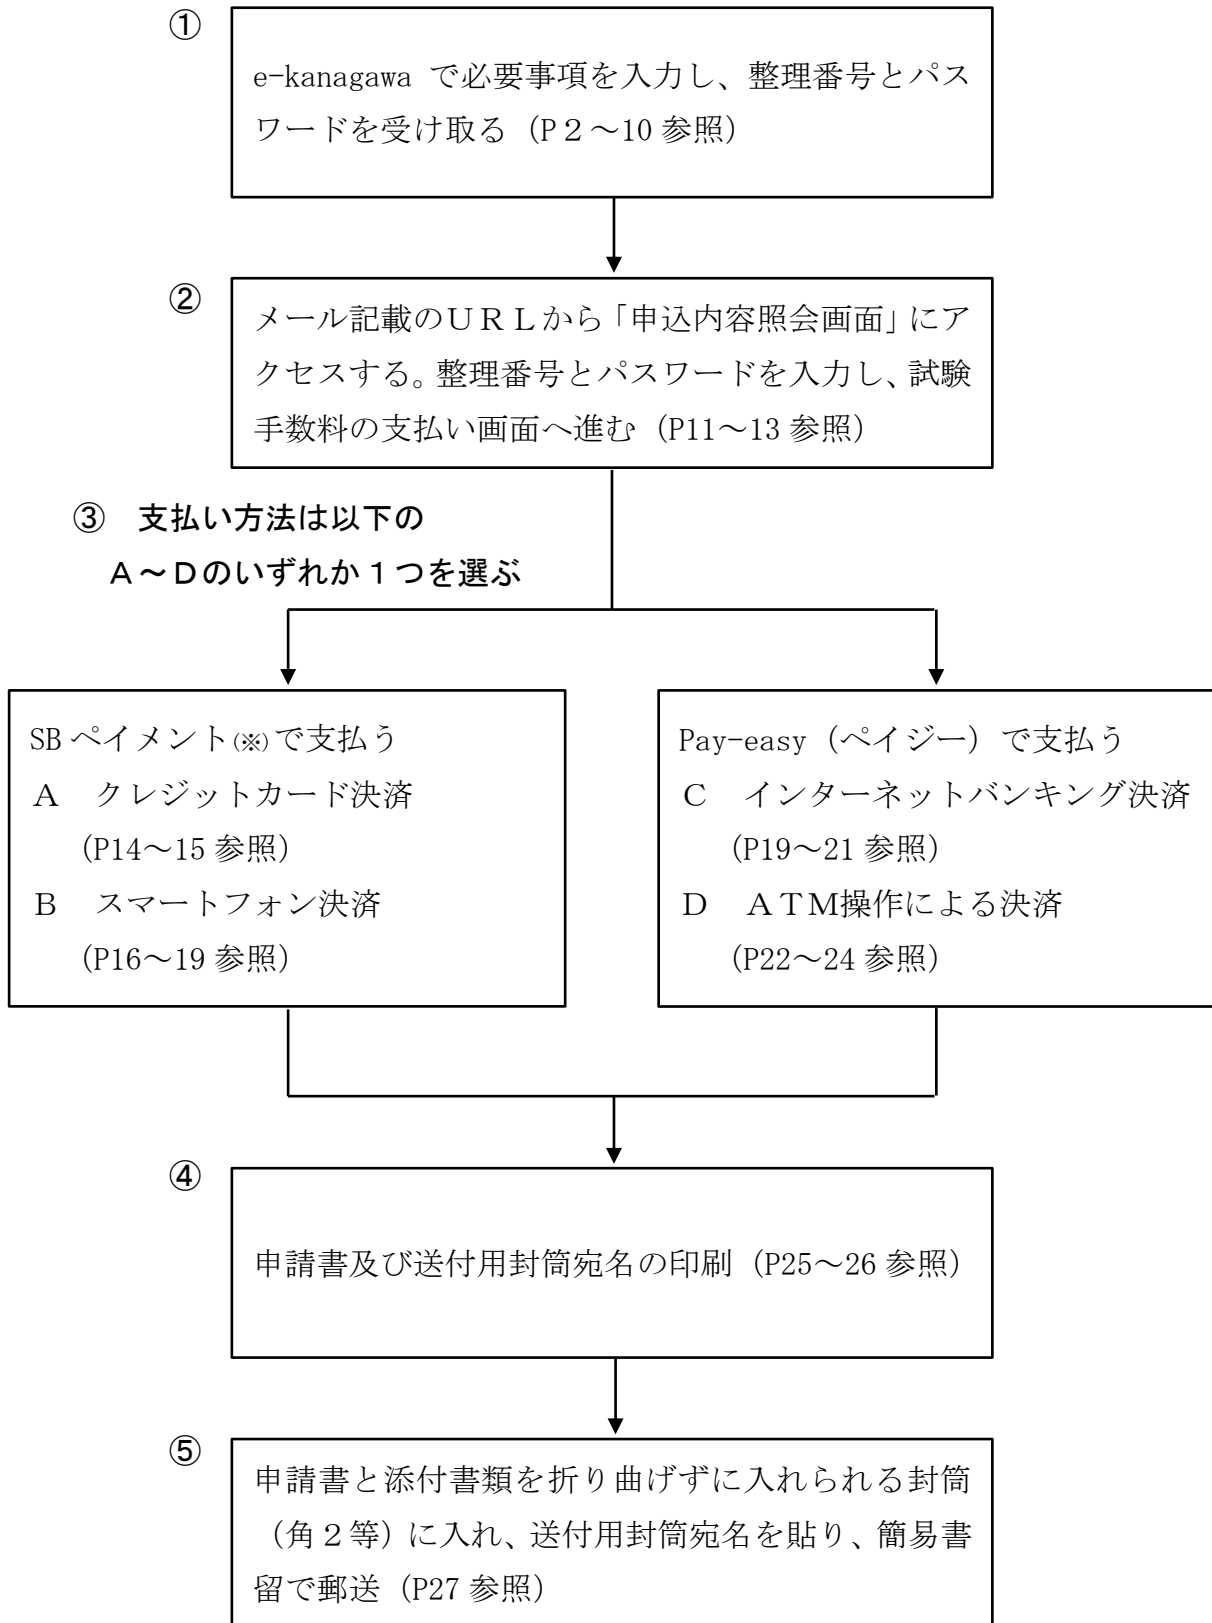 ①
e-kanagawa で必要事項を入力し、整理番号とパス
ワードを受け取る（P２～10 参照）
②
メール記載のＵＲＬから「申込内容照会画面」にア
クセスする。整理番号とパスワードを入力し、試験
手数料の支払い画面へ進む（P11～13 参照）
③　支払い方法は以下の
Ａ～Ｄのいずれか１つを選ぶ
SB ペイメント(※)で支払う
Ａ　クレジットカード決済
（P14～15 参照）
Ｂ　スマートフォン決済
（P16～19 参照）
Pay-easy（ペイジー）で支払う
Ｃ　インターネットバンキング決済
（P19～21 参照）
Ｄ　ＡＴＭ操作による決済
（P22～24 参照）
④
申請書及び送付用封筒宛名の印刷（P25～26 参照）
⑤
申請書と添付書類を折り曲げずに入れられる封筒
（角２等）に入れ、送付用封筒宛名を貼り、簡易書
留で郵送（P27 参照）